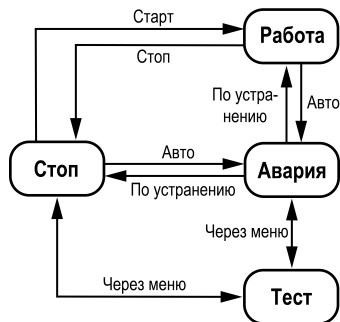 Старт
Работа
Стоп
По устра-
нению
Авто
Стоп
Авто
Авария
По устранению
Через меню
Через меню
Тест